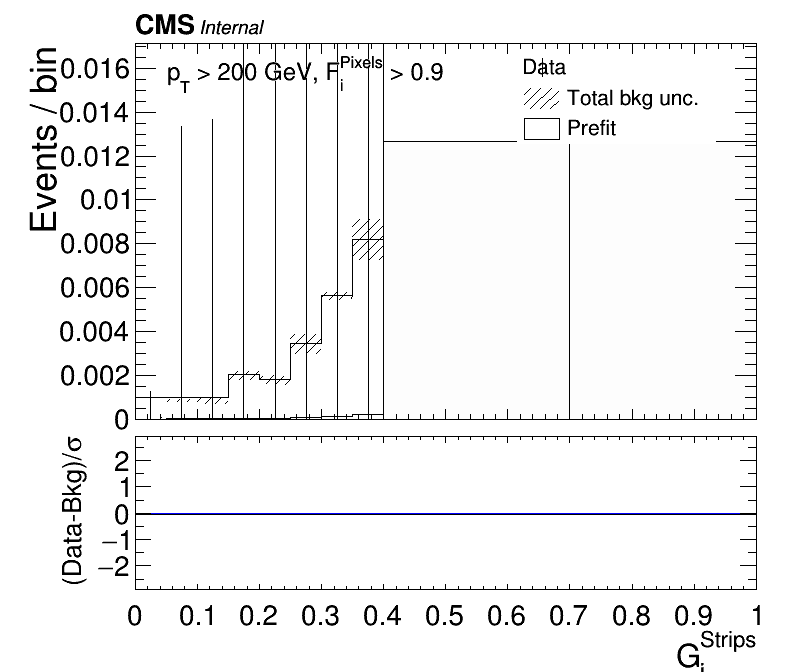 CMS Internal
p_T > 200 GeV, F_i^Pixels > 0.9
Data
Total bkg unc.
Prefit
Events / bin
0.016
0.014
0.012
0.01
0.008
0.006
0.004
0.002
0
(Data-Bkg)/σ
2
1
0
−1
−2
0 0.1 0.2 0.3 0.4 0.5 0.6 0.7 0.8 0.9 1
G_i^Strips